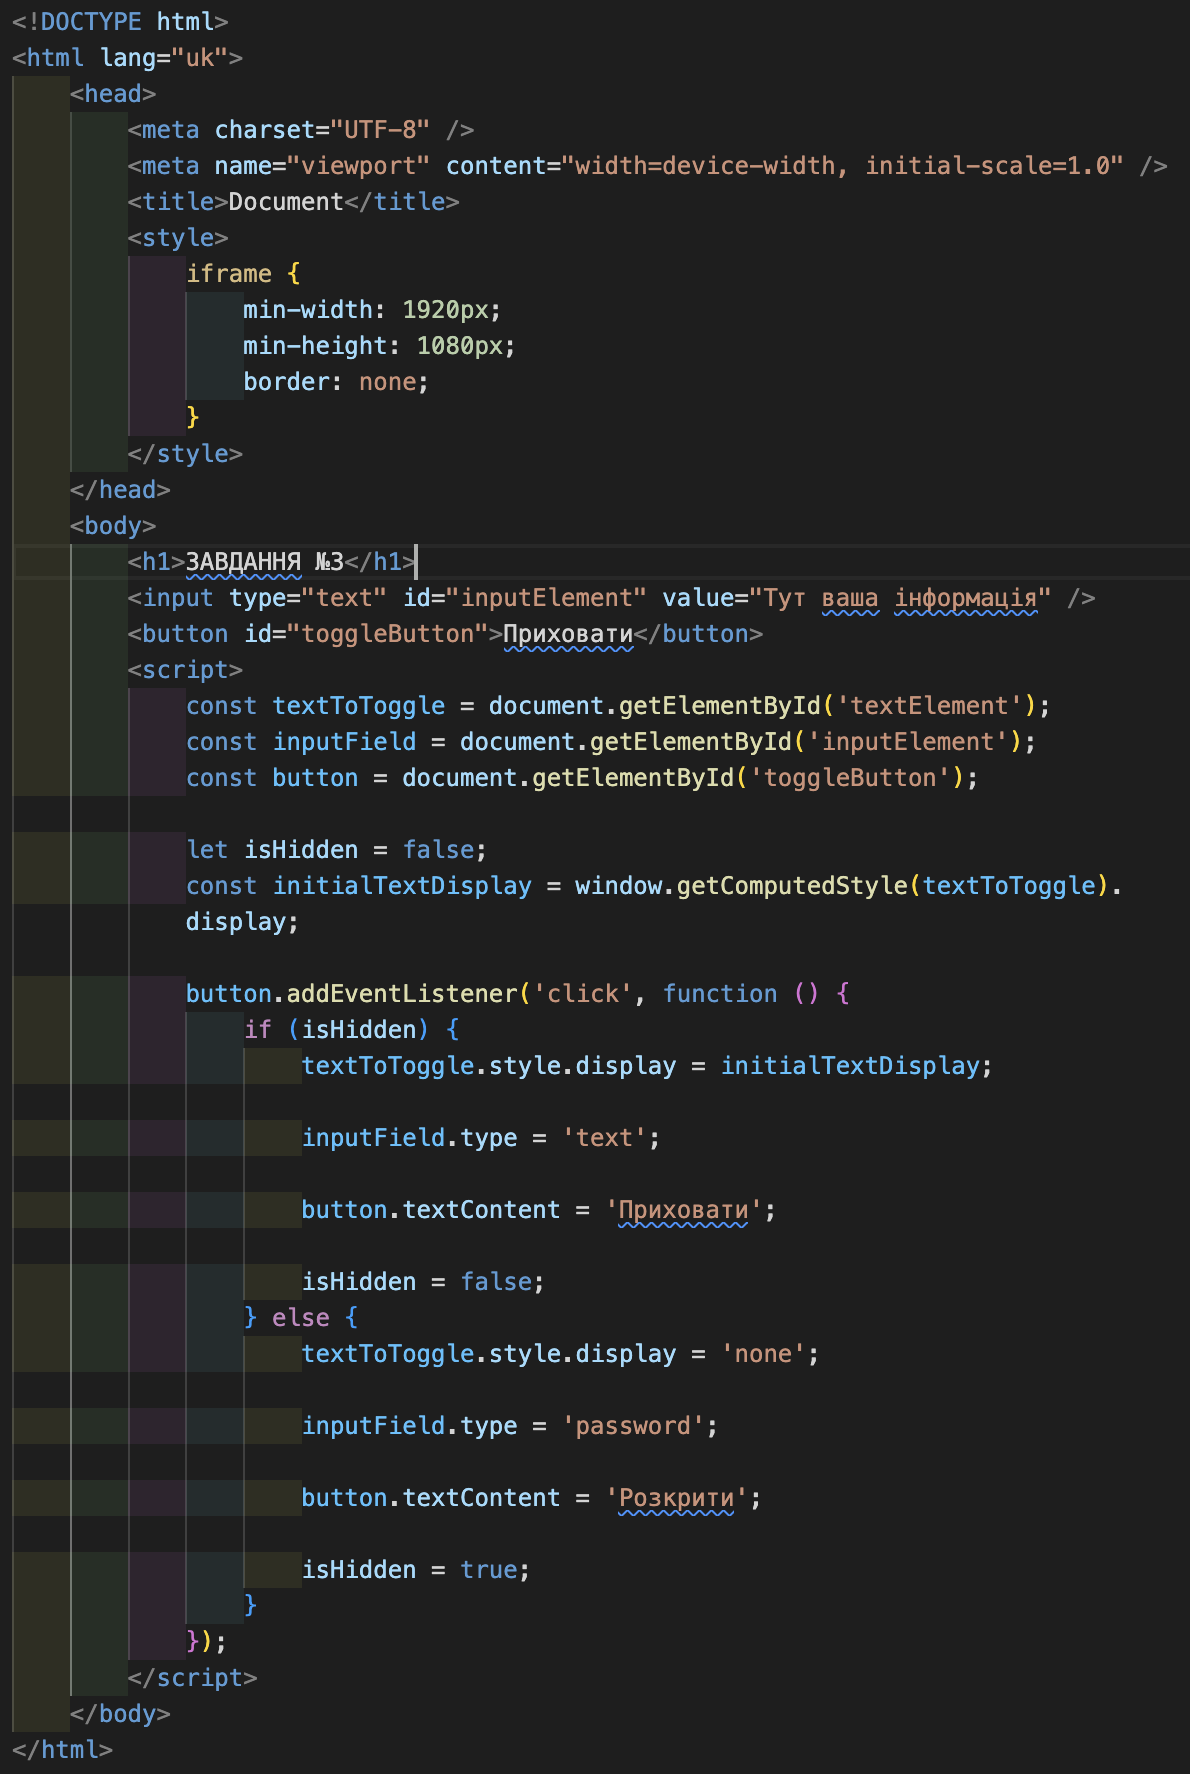 <!DOCTYPE html>
<html lang="uk">
<head>
<meta charset="UTF-8" />
<meta name="viewport" content="width=device-width, initial-scale=1.0" />
<title>Document</title>
<style>
iframe {
min-width: 1920px;
min-height: 1080px;
border: none;
}
</style>
</head>
<body>
<h1>ЗАВДАННЯ №3</h1>
<input type="text" id="inputElement" value="Тут ваша інформація" />
<button id="toggleButton">Приховати</button>
<script>
const textToToggle = document.getElementById('textElement');
const inputField = document.getElementById('inputElement');
const button = document.getElementById('toggleButton');
let isHidden = false;
const initialTextDisplay = window.getComputedStyle(textToToggle).
display;
button.addEventListener('click', function () {
if (isHidden) {
textToToggle.style.display = initialTextDisplay;
inputField.type = 'text';
button.textContent = 'Приховати';
isHidden = false;
} else {
textToToggle.style.display = 'none';
inputField.type = 'password';
button.textContent = 'Розкрити';
isHidden = true;
}
});
</script>
</body>
</html>